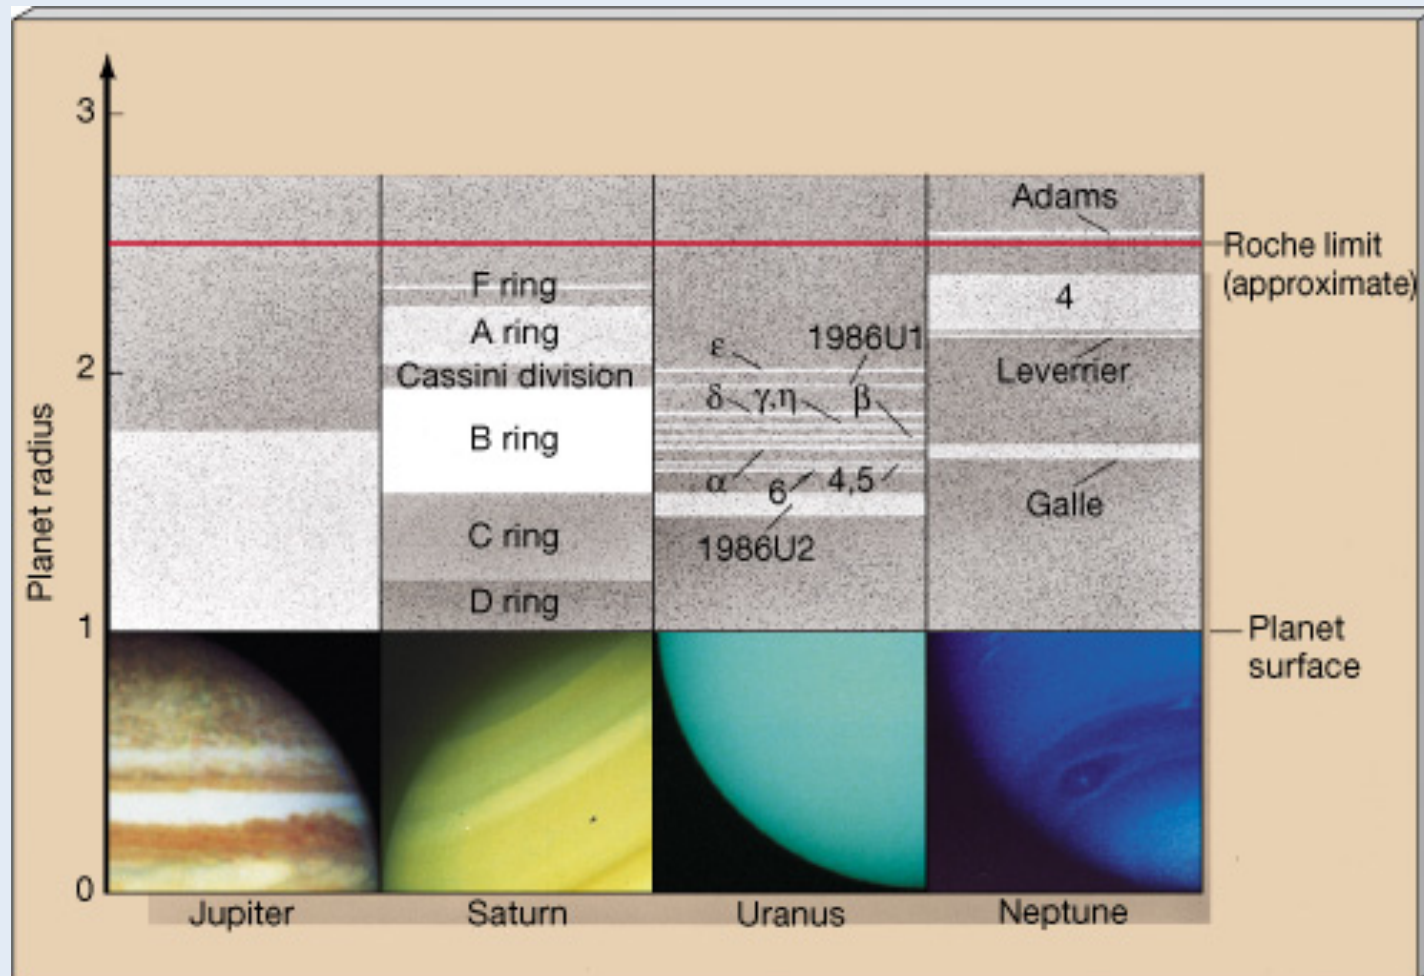 3
Adams
Roche limit
(approximate)
F ring
4
A ring
1986U1
ε
2
Cassini division
Leverrier
δ
γ,η
β
B ring
Planet radius
α
6
4,5
Galle
C ring
1986U2
D ring
1
Planet
surface
0
Jupiter
Saturn
Uranus
Neptune